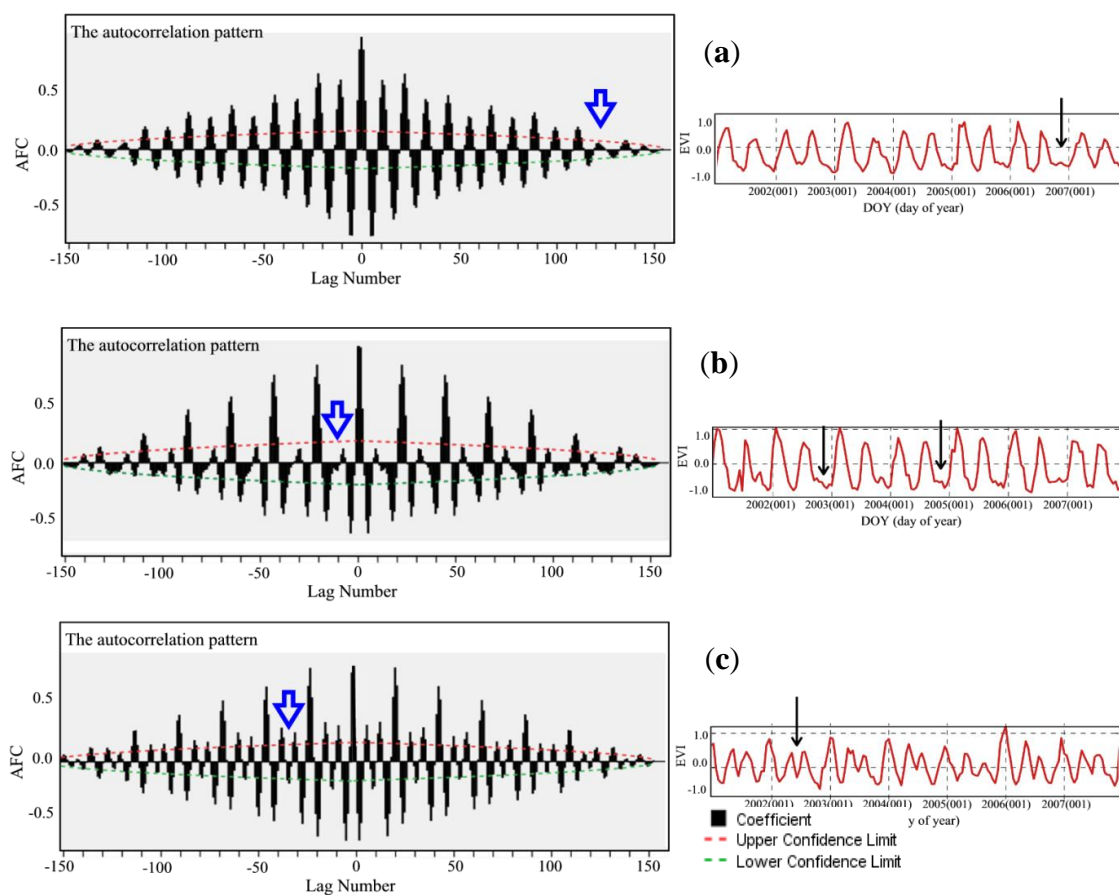 The autocorrelation pattern
0.5
0.0
-0.5
AFC
-150 -100 -50 0 50 100 150
Lag Number
(a)
EVI
1.0
0.0
-1.0
2002(001) 2003(001) 2004(001) 2005(001) 2006(001) 2007(001)
DOY (day of year)
The autocorrelation pattern
0.5
0.0
-0.5
AFC
-150 -100 -50 0 50 100 150
Lag Number
(b)
EVI
1.0
0.0
-1.0
2002(001) 2003(001) 2004(001) 2005(001) 2006(001) 2007(001)
DOY (day of year)
The autocorrelation pattern
0.5
0.0
-0.5
AFC
-150 -100 -50 0 50 100 150
Lag Number
(c)
EVI
1.0
-0.0
-1.0
2002(001) 2003(001) 2004(001) 2005(001) 2006(001) 2007(001)
y of year)
Coefficient
Upper Confidence Limit
Lower Confidence Limit